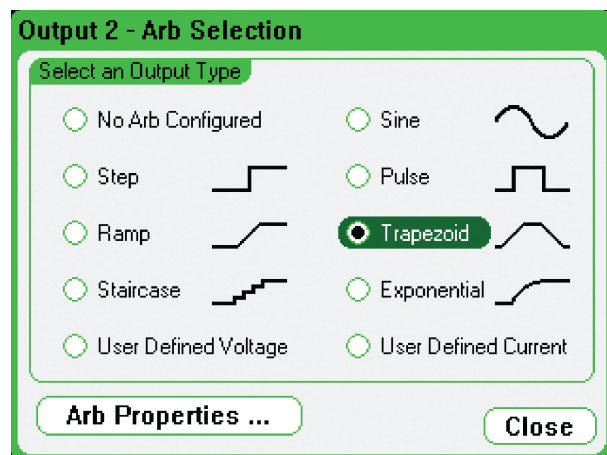 Output 2 - Arb Selection
Select an Output Type
No Arb Configured
Sine
Step
Pulse
Ramp
Trapezoid
Staircase
Exponential
User Defined Voltage
User Defined Current
Arb Properties ...
Close